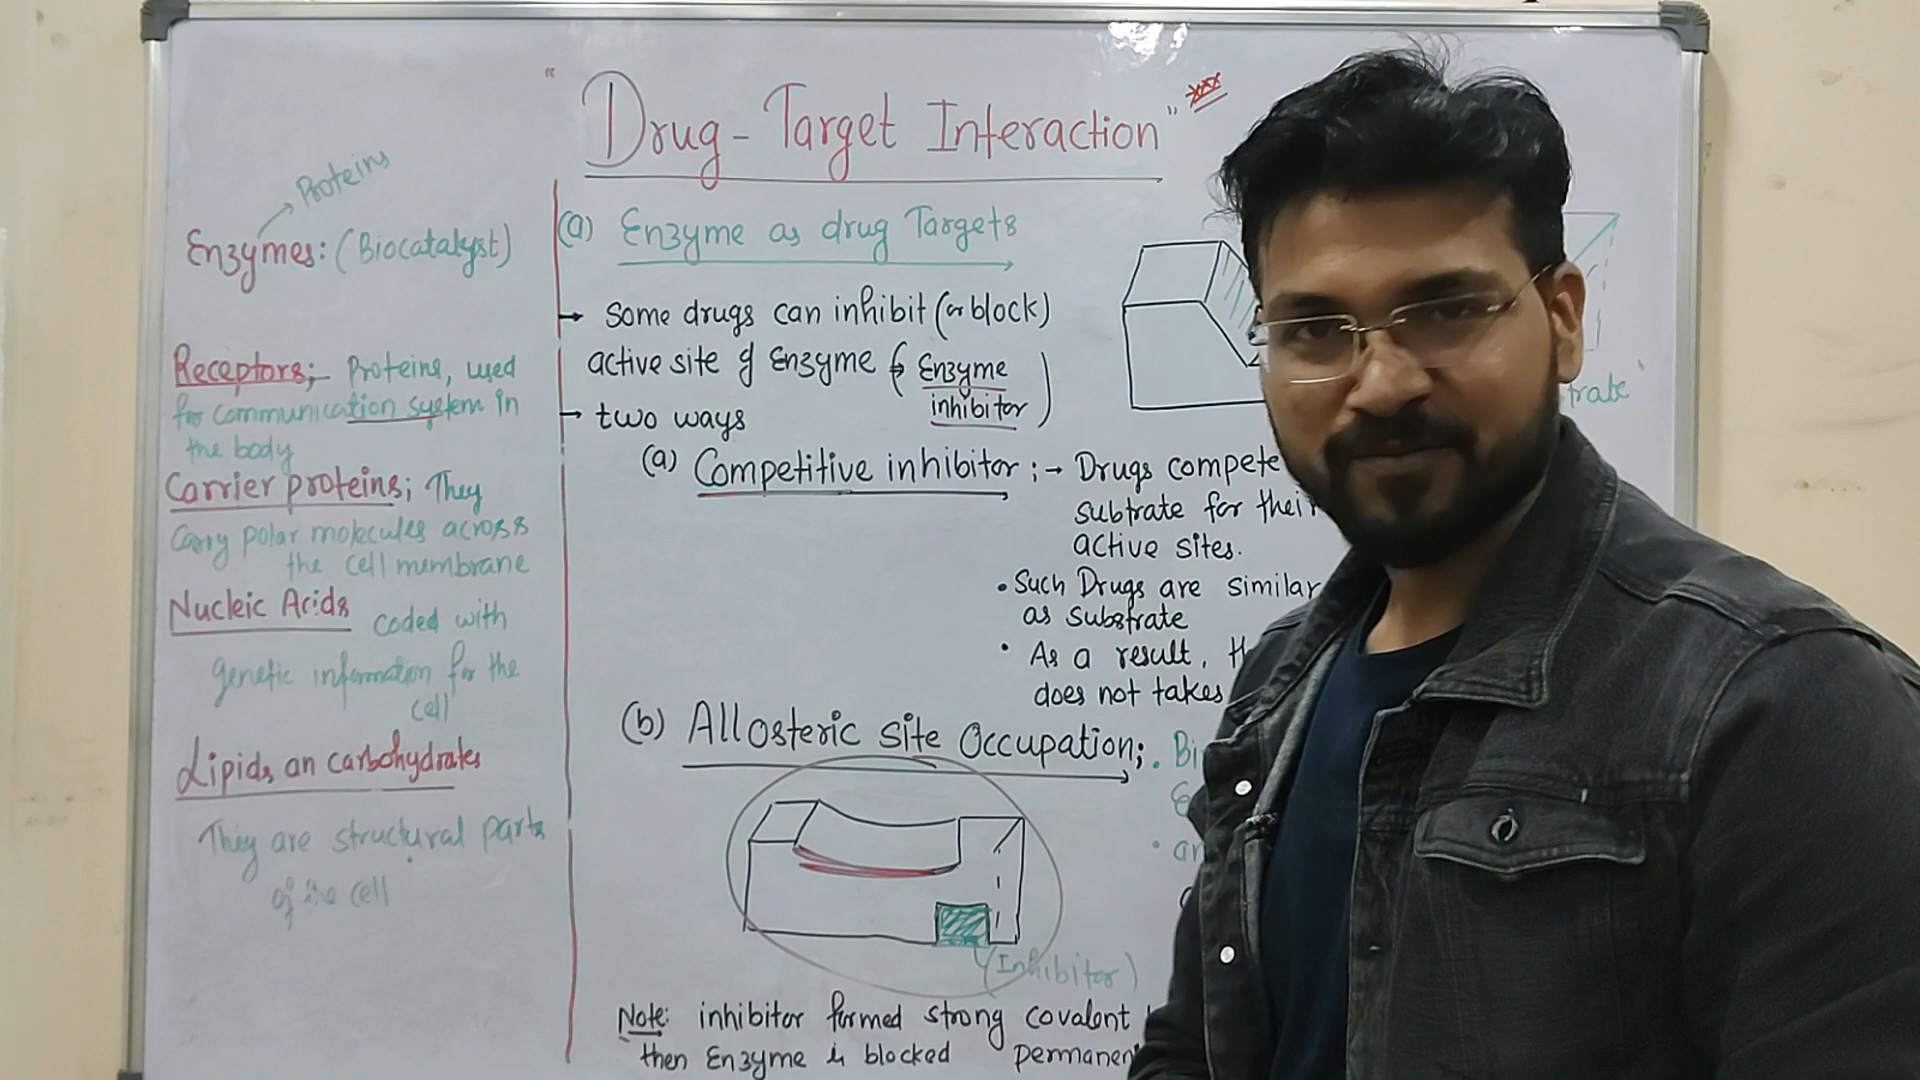 "Drug-Target Interaction"
Proteins
Enzymes: (Biocatalyst)
Receptors;- Proteins, used
for communication system in
the body
Carrier proteins; They
Carry polar molecules across
the cell membrane
Nucleic Acids coded with
genetic information for the
cell
Lipids an carbohydrates
They are structural parts
of the cell
(a) Enzyme as drug Targets
→ some drugs can inhibit (or block)
active site of Enzyme ( Enzyme
inhibitor )
→ two ways
(a) Competitive inhibitor :→ Drugs compete
subtrate for their
active sites.
• Such Drugs are similar
as substrate
• As a result,
does not takes
(b) Allosteric site Occupation;
(Inhibitor)
Note: inhibitor formed strong covalent
then Enzyme is blocked permanen
trate